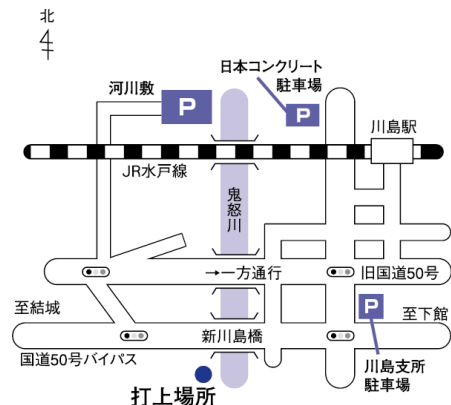 北
日本コンクリート
駐車場
河川敷
P
P
川島駅
JR水戸線
鬼怒川
→一方通行
旧国道50号
至結城
P
至下館
新川島橋
国道50号バイパス
川島支所
駐車場
打上場所